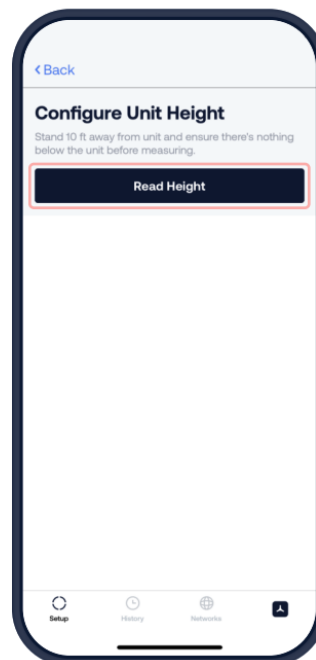 Back
Configure Unit Height
Stand 10 ft away from unit and ensure there's nothing
below the unit before measuring.
Read Height
Setup
History
Networks